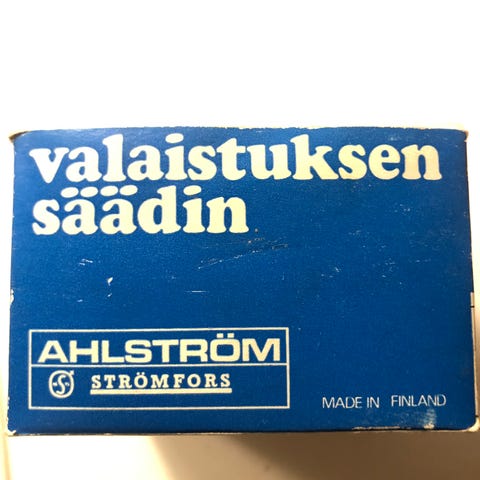 valaistuksen
säädin
AHLSTRÖM
S STRÖMFORS
MADE IN FINLAND